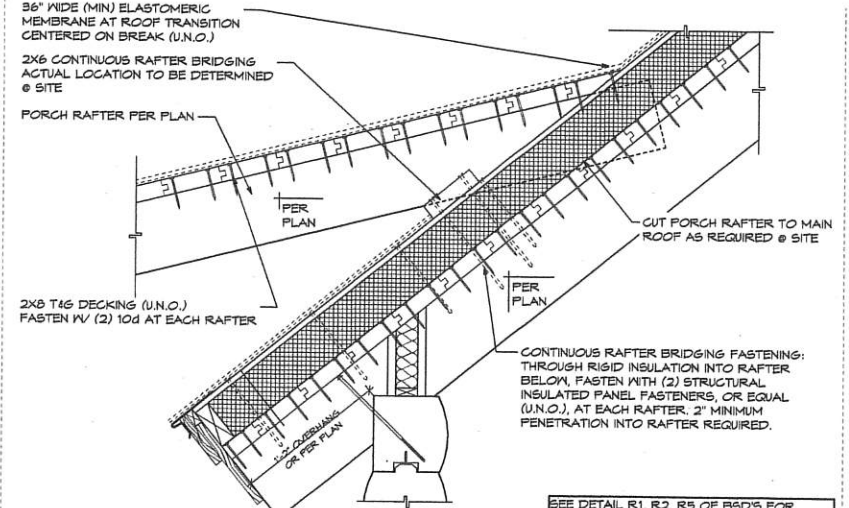 36" WIDE (MIN) ELASTOMERIC
MEMBRANE AT ROOF TRANSITION
CENTERED ON BREAK (U.N.O.)
2X6 CONTINUOUS RAFTER BRIDGING
ACTUAL LOCATION TO BE DETERMINED
@ SITE
PORCH RAFTER PER PLAN
PER
PLAN
CUT PORCH RAFTER TO MAIN
ROOF AS REQUIRED @ SITE
PER
PLAN
2X8 T&G DECKING (U.N.O.)
FASTEN W/ (2) 10d AT EACH RAFTER
CONTINUOUS RAFTER BRIDGING FASTENING:
THROUGH RIGID INSULATION INTO RAFTER
BELOW, FASTEN WITH (2) STRUCTURAL
INSULATED PANEL FASTENERS, OR EQUAL
(U.N.O.), AT EACH RAFTER. 2" MINIMUM
PENETRATION INTO RAFTER REQUIRED.
OVERHANG
OR PER PLAN
SEE DETAIL R1, R2, R5 OF BSD'S FOR